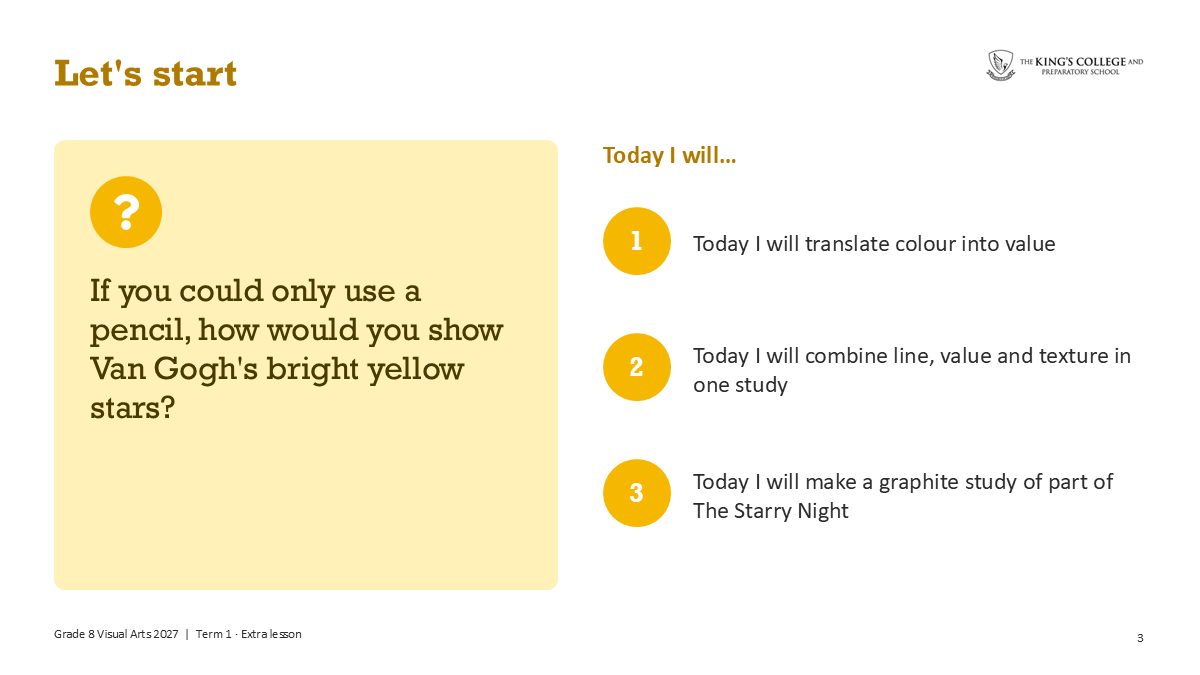 Let's start
THE KING'S COLLEGE AND
PREPARATORY SCHOOL
?
If you could only use a
pencil, how would you show
Van Gogh's bright yellow
stars?
Today I will...
1
Today I will translate colour into value
2
Today I will combine line, value and texture in
one study
3
Today I will make a graphite study of part of
The Starry Night
Grade 8 Visual Arts 2027 | Term 1 · Extra lesson
3